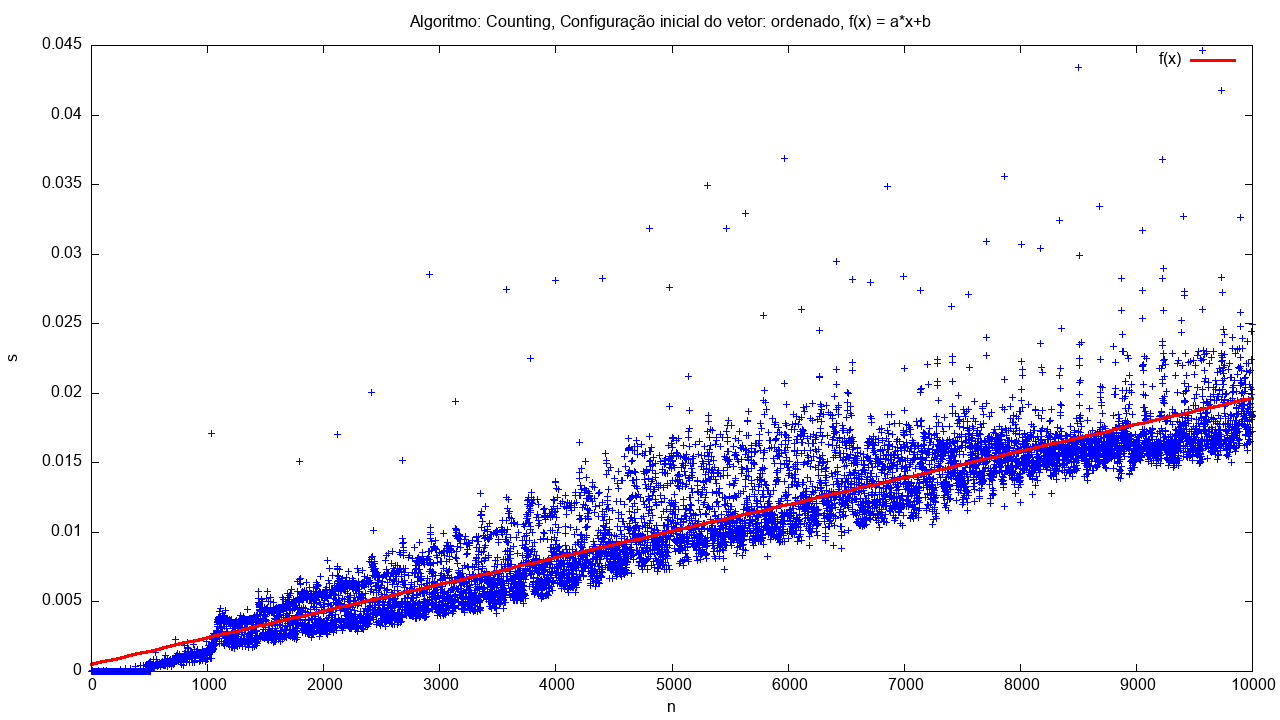 Algoritmo: Counting, Configuração inicial do vetor: ordenado, f(x) = a*x+b
f(x)
0.045
0.04
0.035
0.03
0.025
0.02
0.015
0.01
0.005
0
s
0 1000 2000 3000 4000 5000 6000 7000 8000 9000 10000
n